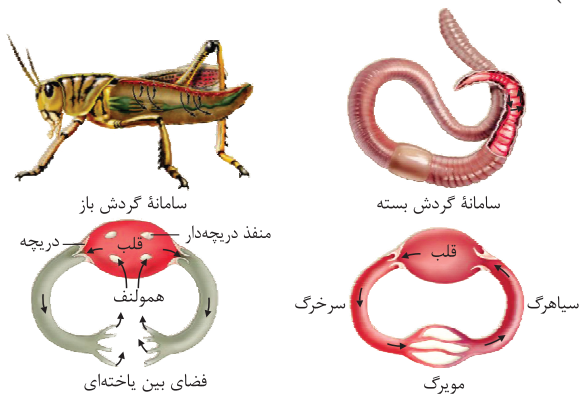 سامانهٔ گردش بسته
سامانهٔ گردش باز
قلب
سیاهرگ
سرخرگ
مویرگ
منفذ دریچه‌دار
قلب
دریچه
همولنف
فضای بین یاخته‌ای